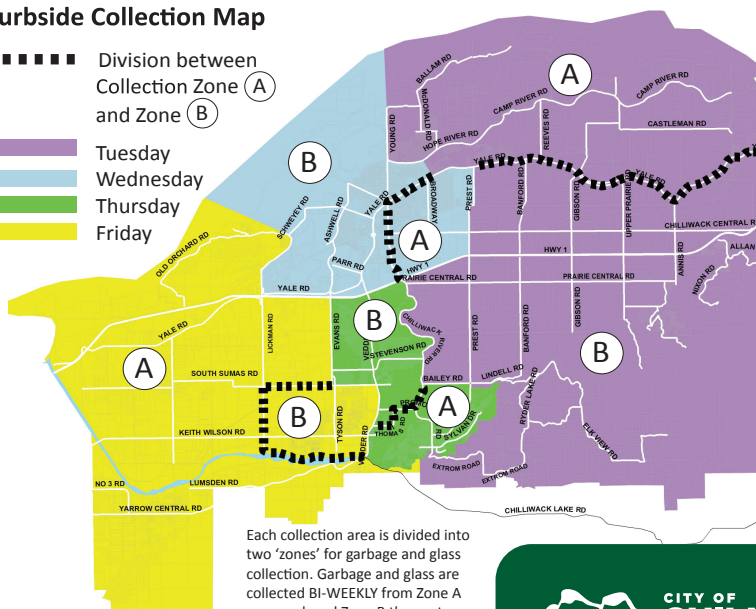 urbside Collection Map
Division between
Collection Zone A
and Zone B
Tuesday
Wednesday
Thursday
Friday
A
BALLAM RD
McDONALD RD
CAMP RIVER RD
CAMP RIVER RD
CASTLEMAN RD
YOUNG RD
HOPE RIVER RD
REEVES RD
B
YALE RD
YALE RD
YALE RD
BROADWAY
PREST RD
BANFORD RD
GIBSON RD
UPPER PRAIRIE RD
SCHWEYEY RD
ASHWELL RD
CHILLIWACK CENTRAL R
A
HWY 1
HWY 1
ALLAN
OLD ORCHARD RD
PARR RD
PRAIRIE CENTRAL RD
PRAIRIE CENTRAL RD
ANNIS RD
NIXON RD
YALE RD
YALE RD
LICKMAN RD
EVANS RD
VEDD
B
CHILLIWACK RIVER RD
STEVENSON RD
PREST RD
BANFORD RD
GIBSON RD
B
A
SOUTH SUMAS RD
BAILEY RD
LINDELL RD
RYDER LAKE RD
B
TYSON RD
A
KEITH WILSON RD
THOMAS RD
RD
SYLVAN DR
ELK VIEW RD
EXTROM ROAD
EXTROM ROAD
NO 3 RD
LUMSDEN RD
YARROW CENTRAL RD
CHILLIWACK LAKE RD
Each collection area is divided into
two ‘zones’ for garbage and glass
collection. Garbage and glass are
collected BI-WEEKLY from Zone A
CITY OF